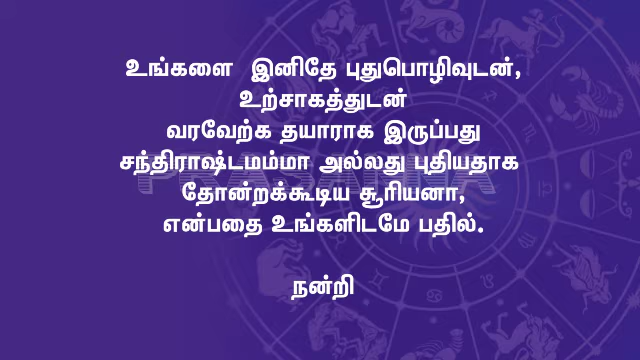 உங்களை இனிதே புதுபொழிவுடன்,
உற்சாகத்துடன்
வரவேற்க தயாராக இருப்பது
சந்திராஷ்டமம்மா அல்லது புதியதாக
தோன்றக்கூடிய சூரியனா,
என்பதை உங்களிடமே பதில்.
நன்றி